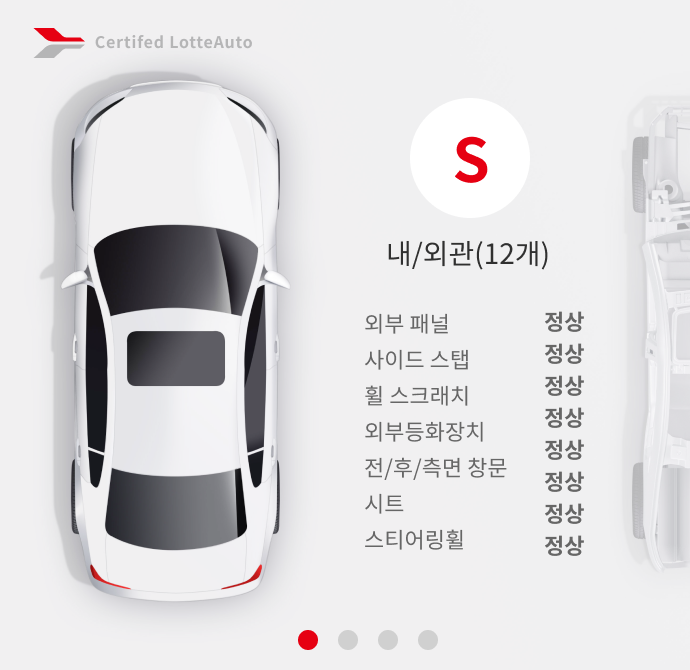 Certifed LotteAuto
S
내/외관(12개)
외부 패널 정상
사이드 스탭 정상
휠 스크래치 정상
외부등화장치 정상
전/후/측면 창문 정상
시트 정상
스티어링휠 정상
정상